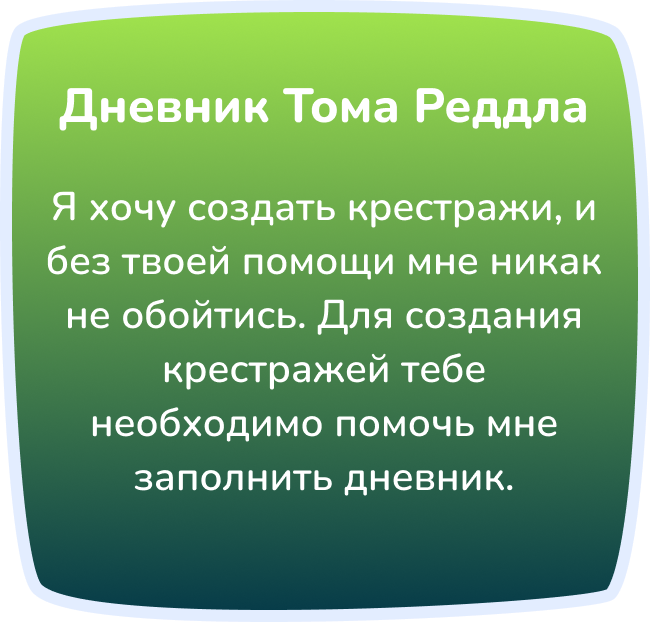 Дневник Тома Реддла
Я хочу создать крестражи, и
без твоей помощи мне никак
не обойтись. Для создания
крестражей тебе
необходимо помочь мне
заполнить дневник.